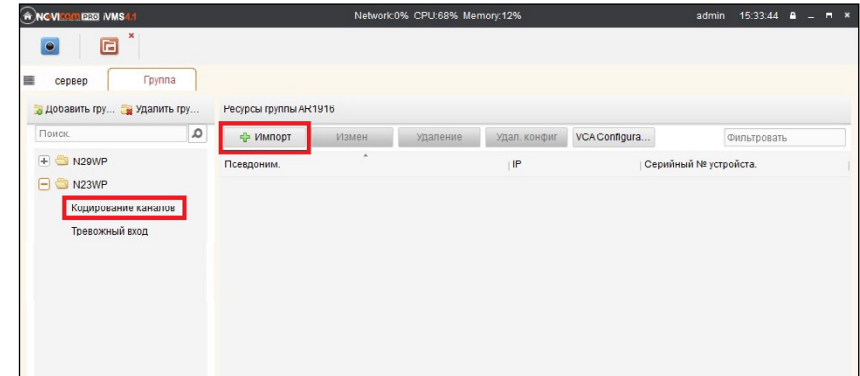 NOVICOM PRO iVMS4.1 Network:0% CPU:68% Memory:12% admin 15:33:44
сервер Группа
Добавить гру... Удалить гру... Ресурсы группы AR1916
Поиск. Импорт Измен Удаление Удал. конфиг VCA Configura... Фильтровать
N29WP Псевдоним. IP Серийный № устройста.
N23WP
Кодирование каналов
Тревожный вход